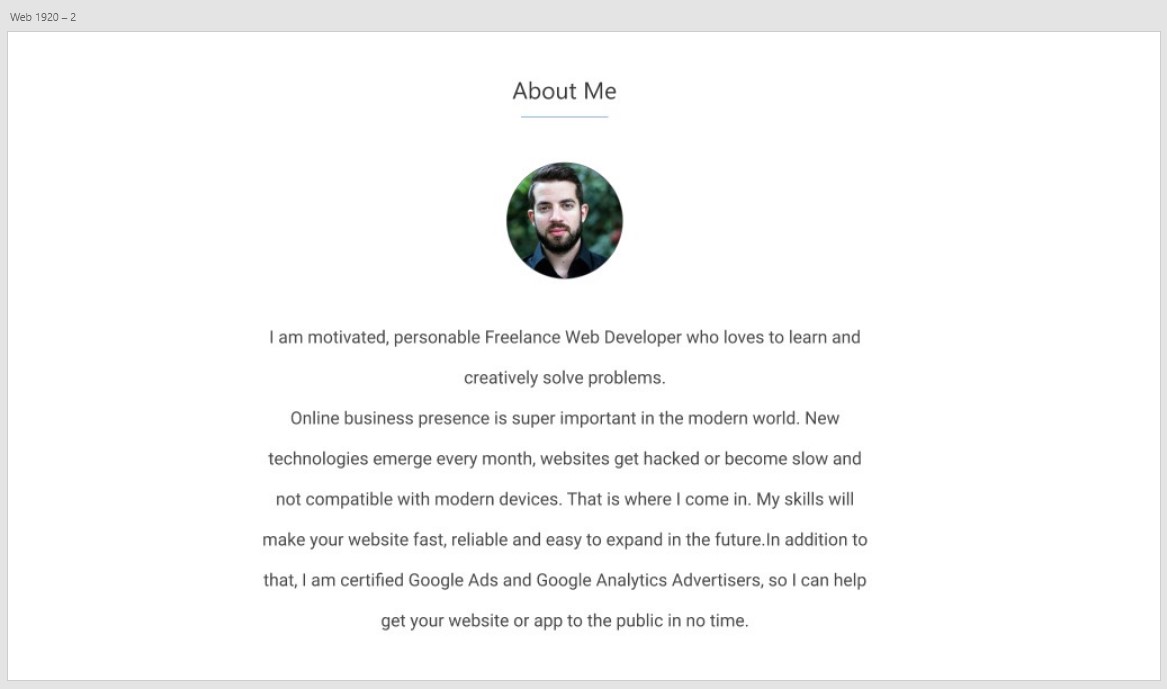 Web 1920 – 2
About Me
I am motivated, personable Freelance Web Developer who loves to learn and
creatively solve problems.
Online business presence is super important in the modern world. New
technologies emerge every month, websites get hacked or become slow and
not compatible with modern devices. That is where I come in. My skills will
make your website fast, reliable and easy to expand in the future.In addition to
that, I am certified Google Ads and Google Analytics Advertisers, so I can help
get your website or app to the public in no time.